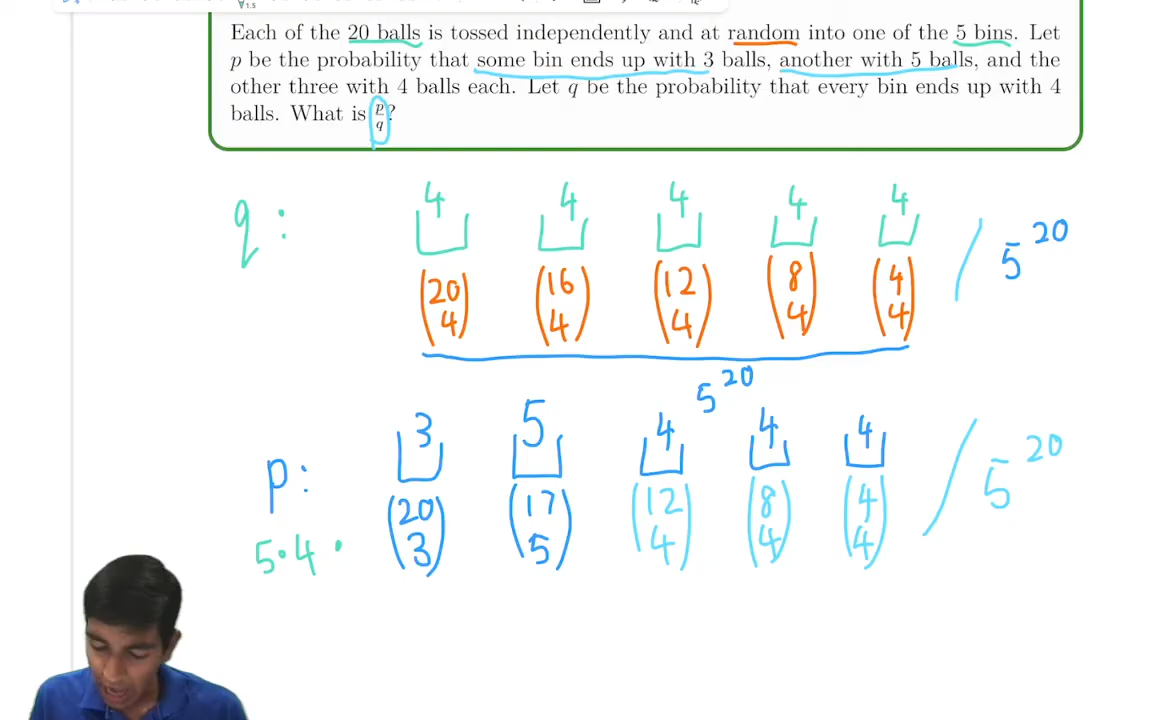 ∀1.5
Each of the 20 balls is tossed independently and at random into one of the 5 bins. Let
p be the probability that some bin ends up with 3 balls, another with 5 balls, and the
other three with 4 balls each. Let q be the probability that every bin ends up with 4
balls. What is p/q?
q: 4 4 4 4 4
(20 4) (16 4) (12 4) (8 4) (4 4) / 5^20
5^20
p: 3 5 4 4 4
5·4· (20 3) (17 5) (12 4) (8 4) (4 4) / 5^20